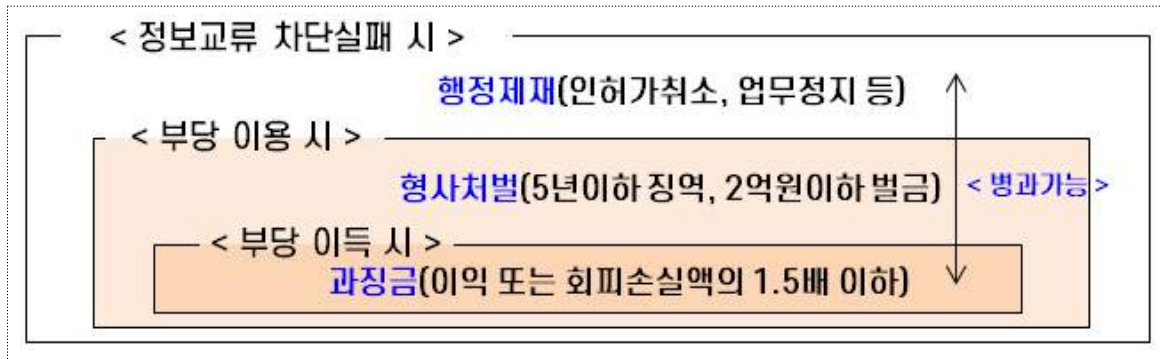 < 정보교류 차단실패 시 >
행정제재(인허가취소, 업무정지 등)
< 부당 이용 시 >
형사처벌(5년이하 징역, 2억원이하 벌금)
< 병과가능 >
< 부당 이득 시 >
과징금(이익 또는 회피손실액의 1.5배 이하)